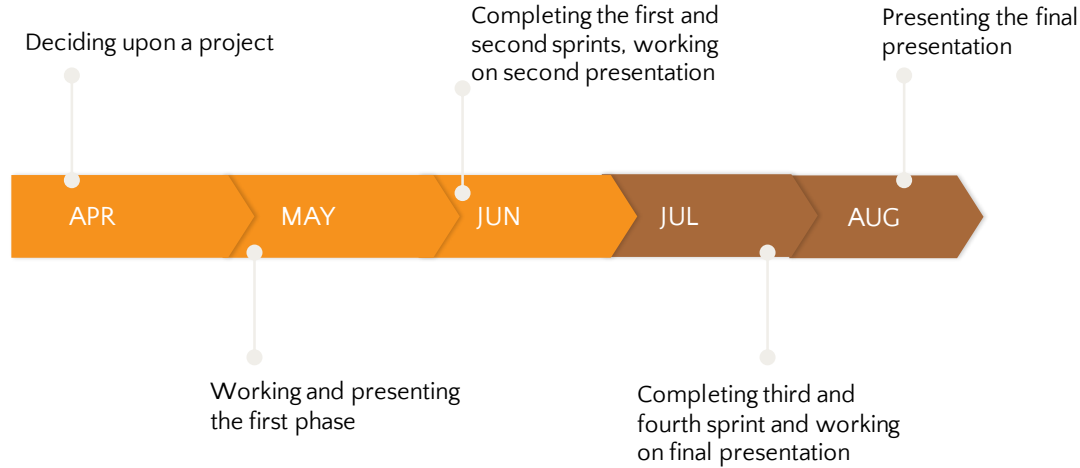 Deciding upon a project
Completing the first and
second sprints, working
on second presentation
Presenting the final
presentation
APR
MAY
JUN
JUL
AUG
Working and presenting
the first phase
Completing third and
fourth sprint and working
on final presentation